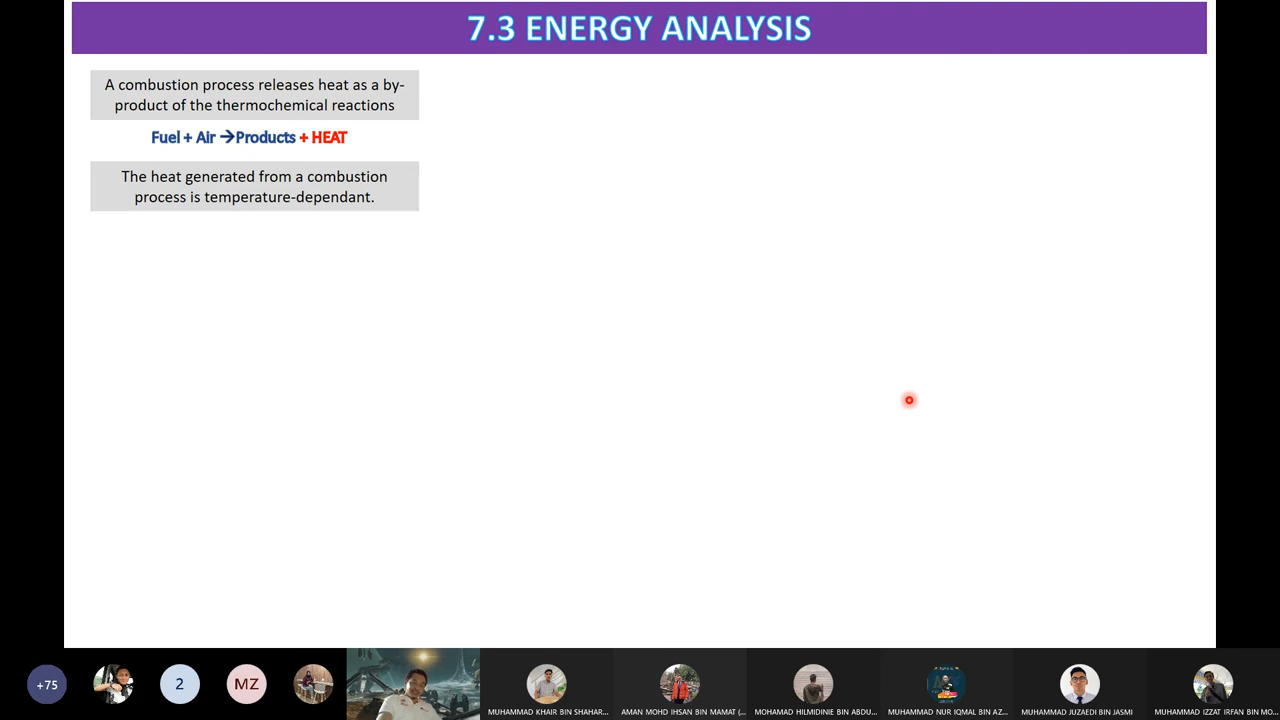 7.3 ENERGY ANALYSIS
A combustion process releases heat as a by-
product of the thermochemical reactions
Fuel + Air →Products + HEAT
The heat generated from a combustion
process is temperature-dependant.
+75
2
MZ
MUHAMMAD KHAIR BIN SHAHAR...
AMAN MOHD IHSAN BIN MAMAT (...
MOHAMAD HILMIDINIE BIN ABDU...
MUHAMMAD NUR IQMAL BIN AZ...
MUHAMMAD JUZAEDI BIN JASMI
MUHAMMAD IZZAT IRFAN BIN MO...